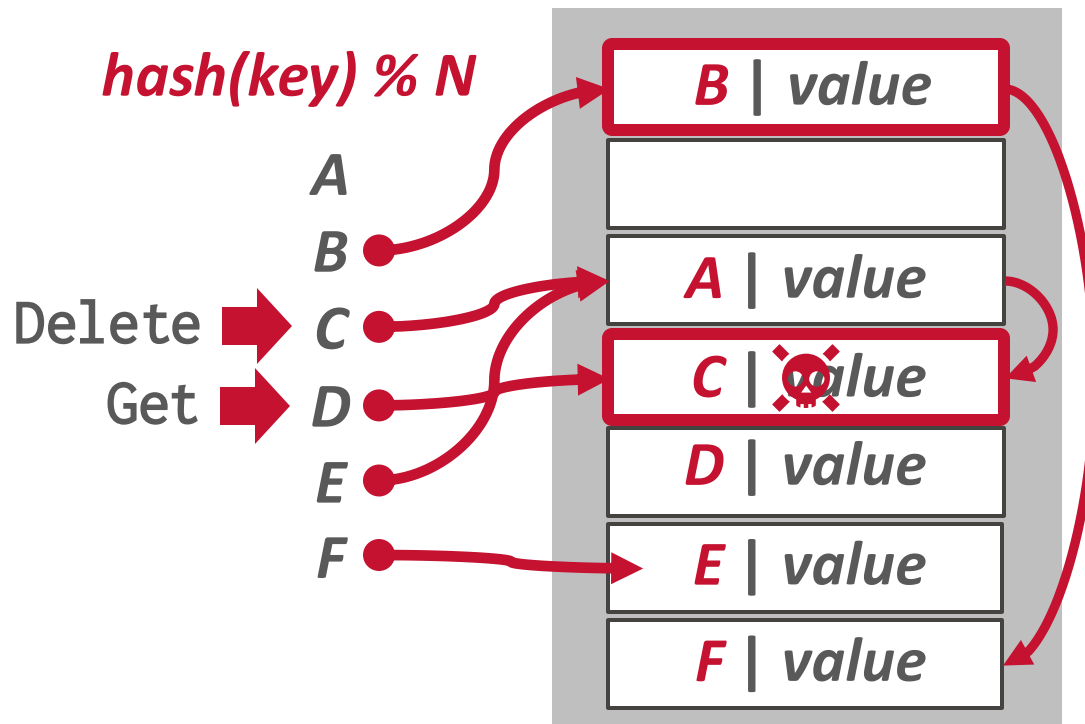 hash(key) % N
A
B
Delete C
Get D
E
F
B | value
A | value
C | value
D | value
E | value
F | value